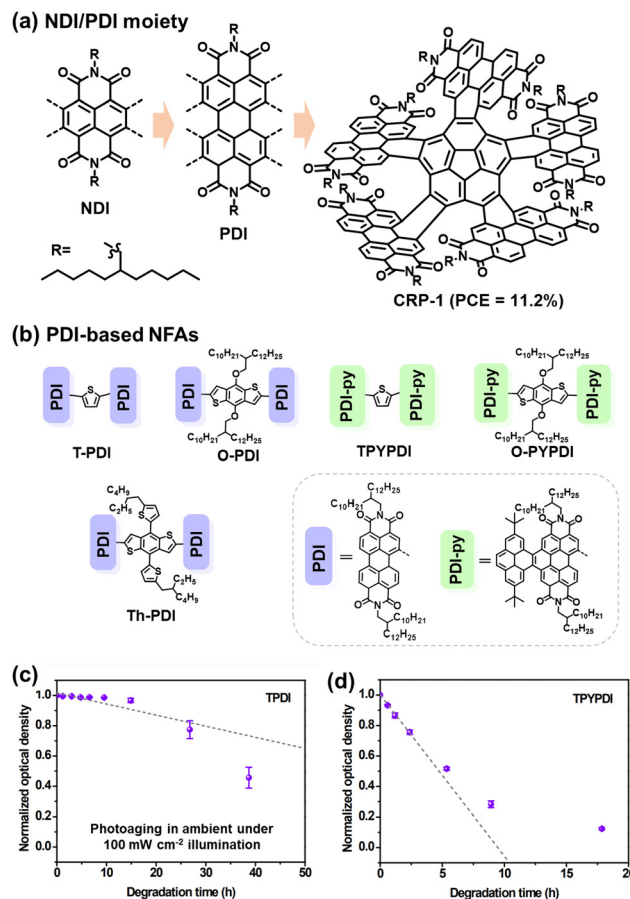 (a) NDI/PDI moiety
R
O N O
O N O
R
NDI
R
O N O
O N O
R
PDI
R=
CRP-1 (PCE = 11.2%)
(b) PDI-based NFAs
PDI
S
PDI
T-PDI
C10H21 C12H25
O
S
S
O
C10H21 C12H25
PDI
PDI
O-PDI
PDI-py
S
PDI-py
TPYPDI
C10H21 C12H25
O
S
S
O
C10H21 C12H25
PDI-py
PDI-py
O-PYPDI
C4H9
C2H5
S
PDI
S
S
PDI
S
C2H5
C4H9
Th-PDI
PDI
=
C12H25
C10H21
O N O
O N O
C10H21
C12H25
PDI-py
=
C12H25
C10H21
O N O
O N O
C10H21
C12H25
(c)
TPDI
Normalized optical density
1.0
0.8
0.6
0.4
0.2
0.0
Photoaging in ambient under
100 mW cm-2 illumination
0 10 20 30 40 50
Degradation time (h)
(d)
TPYPDI
Normalized optical density
1.0
0.8
0.6
0.4
0.2
0.0
0 5 10 15 20
Degradation time (h)